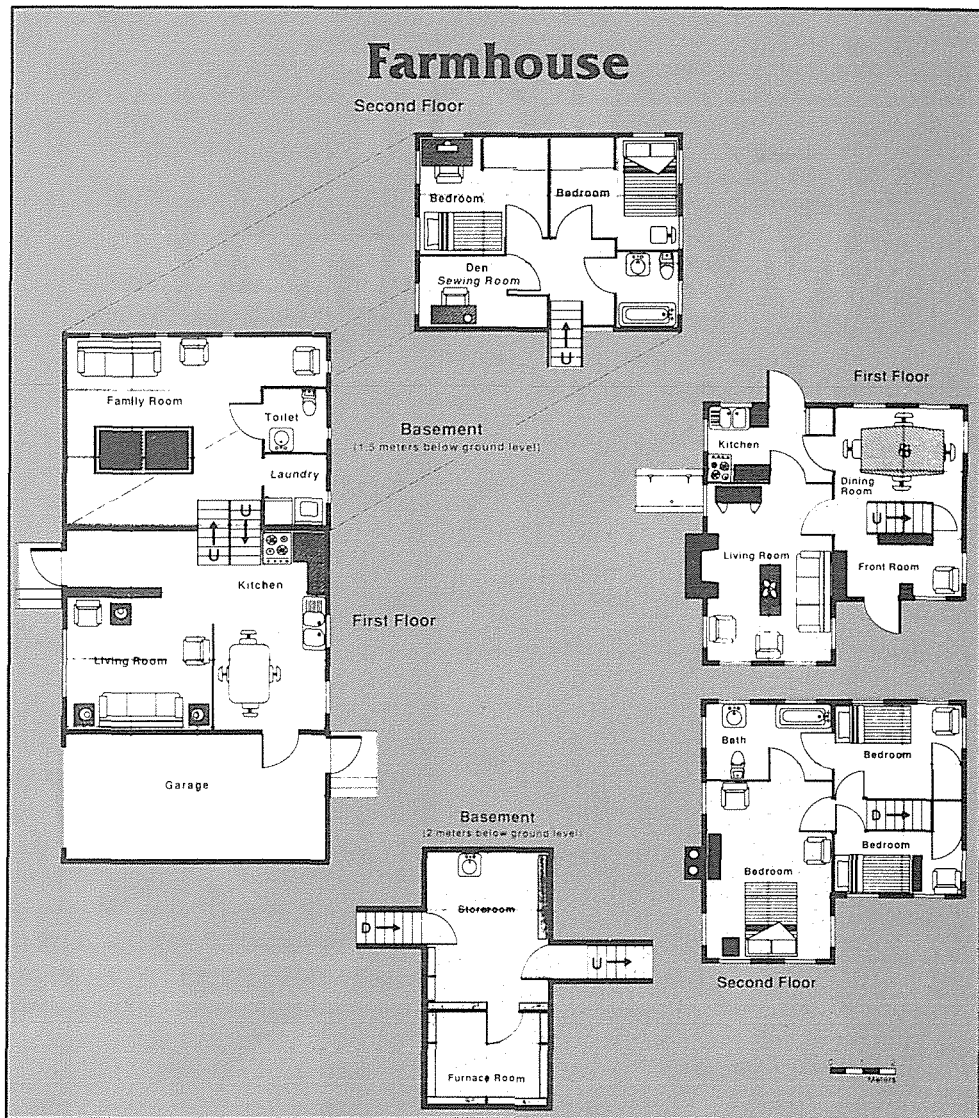 Farmhouse
Second Floor
Bedroom
Bedroom
Den
Sewing Room
U
First Floor
Family Room
Toilet
Basement
(1.5 meters below ground level)
Laundry
Kitchen
Dining
Room
U
U
U
Living Room
Front Room
Kitchen
First Floor
Living Room
Bath
Bedroom
Garage
Basement
(2 meters below ground level
D
Bedroom
Bedroom
Storeroom
D
U
Second Floor
Furnace Room
Meters